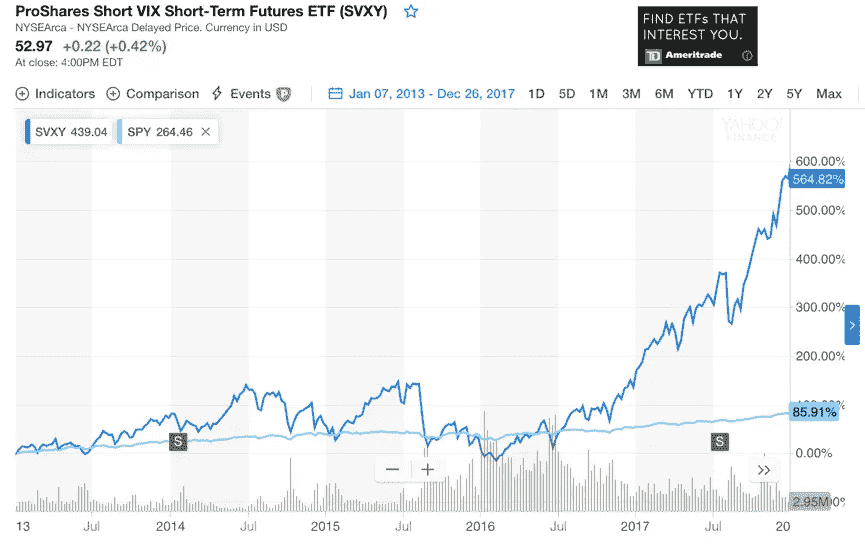 ProShares Short VIX Short-Term Futures ETF (SVXY)
NYSEArca - NYSEArca Delayed Price. Currency in USD
52.97 +0.22 (+0.42%)
At close: 4:00PM EDT
FIND ETFs THAT
INTEREST YOU.
TD Ameritrade
Indicators Comparison Events Jan 07, 2013 - Dec 26, 2017 1D 5D 1M 3M 6M YTD 1Y 2Y 5Y Max
SVXY 439.04 SPY 264.46
YAHOO!
FINANCE
600.00%
564.82%
500.00%
400.00%
300.00%
200.00%
100.00%
85.91%
S S
0.00%
2.95M
13 Jul 2014 Jul 2015 Jul 2016 Jul 2017 Jul 20